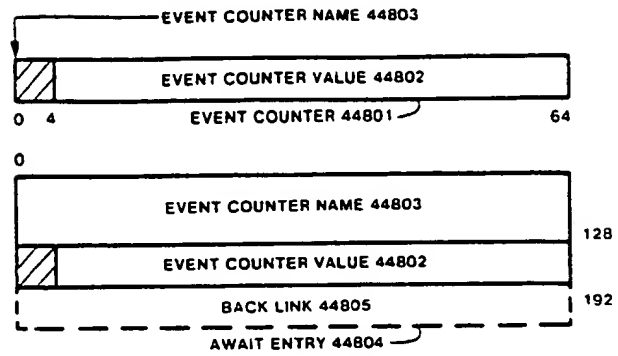 EVENT COUNTER NAME 44803
EVENT COUNTER VALUE 44802
0 4 EVENT COUNTER 44801 64
0
EVENT COUNTER NAME 44803
128
EVENT COUNTER VALUE 44802
BACK LINK 44805 192
AWAIT ENTRY 44804